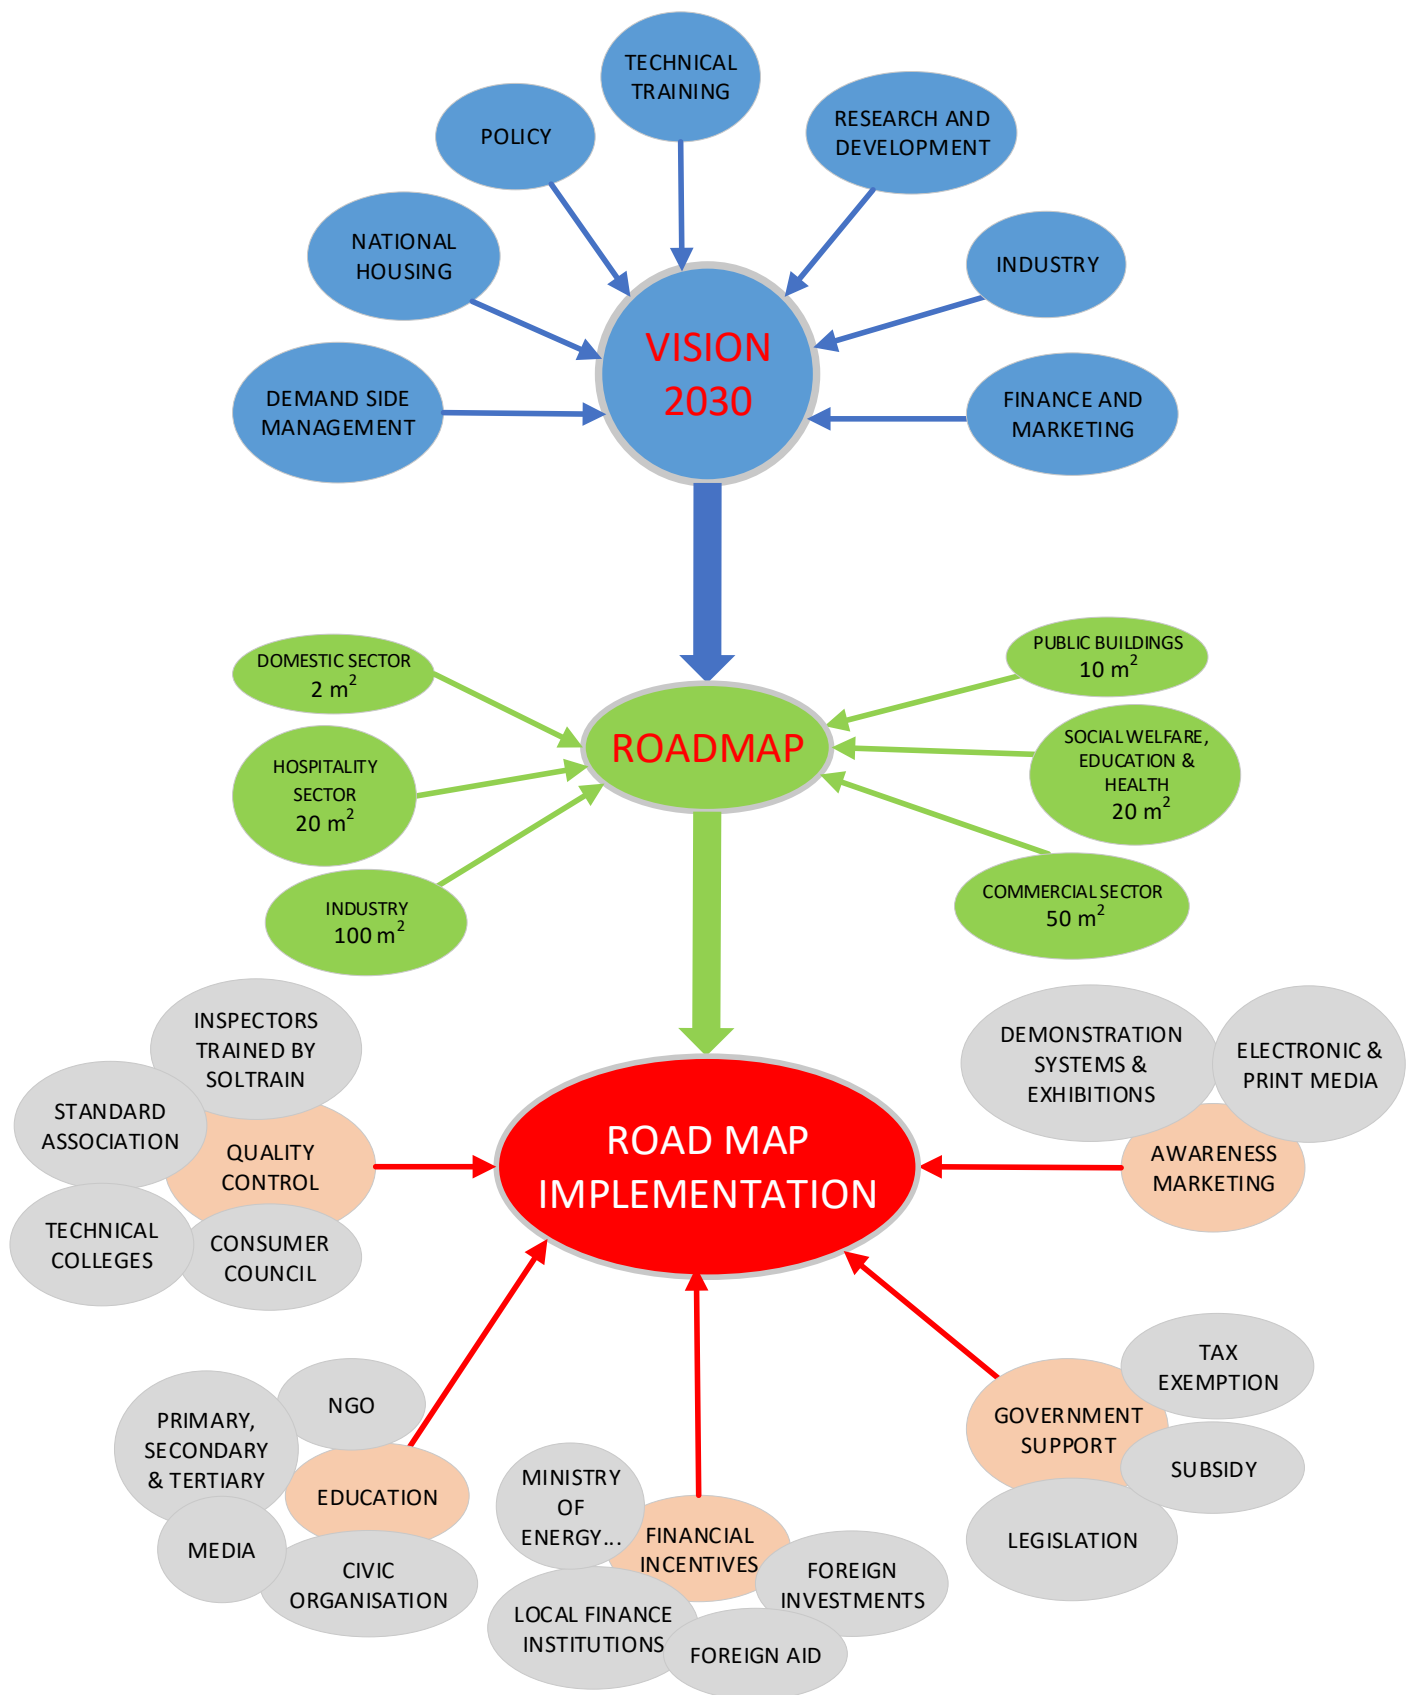 TECHNICAL
TRAINING
POLICY
RESEARCH AND
DEVELOPMENT
NATIONAL
HOUSING
INDUSTRY
VISION
2030
DEMAND SIDE
MANAGEMENT
FINANCE AND
MARKETING
DOMESTIC SECTOR
2 m²
PUBLIC BUILDINGS
10 m²
ROADMAP
HOSPITALITY
SECTOR
20 m²
SOCIAL WELFARE,
EDUCATION &
HEALTH
20 m²
INDUSTRY
100 m²
COMMERCIAL SECTOR
50 m²
INSPECTORS
TRAINED BY
SOLTRAIN
STANDARD
ASSOCIATION
QUALITY
CONTROL
TECHNICAL
COLLEGES
CONSUMER
COUNCIL
ROAD MAP
IMPLEMENTATION
DEMONSTRATION
SYSTEMS &
EXHIBITIONS
ELECTRONIC &
PRINT MEDIA
AWARENESS
MARKETING
NGO
PRIMARY,
SECONDARY
& TERTIARY
EDUCATION
MEDIA
CIVIC
ORGANISATION
MINISTRY
OF
ENERGY...
FINANCIAL
INCENTIVES
FOREIGN
INVESTMENTS
LOCAL FINANCE
INSTITUTIONS
FOREIGN AID
TAX
EXEMPTION
GOVERNMENT
SUPPORT
SUBSIDY
LEGISLATION